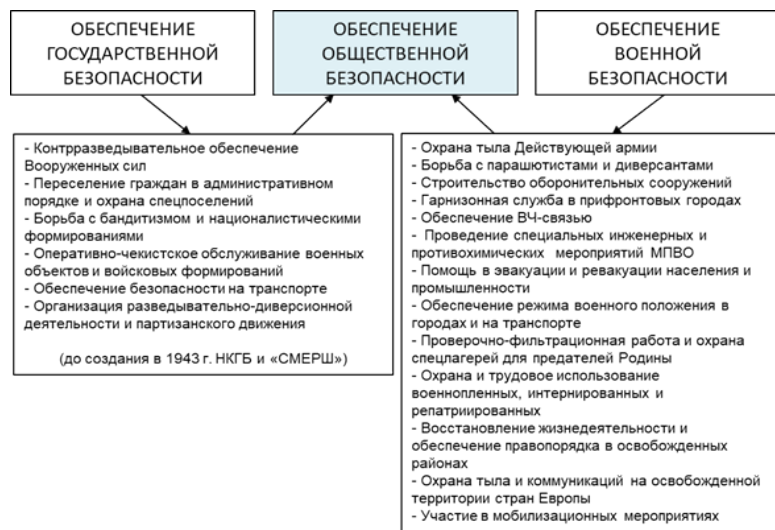 ОБЕСПЕЧЕНИЕ
ГОСУДАРСТВЕННОЙ
БЕЗОПАСНОСТИ
ОБЕСПЕЧЕНИЕ
ОБЩЕСТВЕННОЙ
БЕЗОПАСНОСТИ
ОБЕСПЕЧЕНИЕ
ВОЕННОЙ
БЕЗОПАСНОСТИ
- Контрразведывательное обеспечение
Вооруженных сил
- Переселение граждан в административном
порядке и охрана спецпоселений
- Борьба с бандитизмом и националистическими
формированиями
- Оперативно-чекистское обслуживание военных
объектов и войсковых формирований
- Обеспечение безопасности на транспорте
- Организация разведывательно-диверсионной
деятельности и партизанского движения
(до создания в 1943 г. НКГБ и «СМЕРШ»)
- Охрана тыла Действующей армии
- Борьба с парашютистами и диверсантами
- Строительство оборонительных сооружений
- Гарнизонная служба в прифронтовых городах
- Обеспечение ВЧ-связью
- Проведение специальных инженерных и
противохимических мероприятий МПВО
- Помощь в эвакуации и ревакуации населения и
промышленности
- Обеспечение режима военного положения в
городах и на транспорте
- Проверочно-фильтрационная работа и охрана
спецлагерей для предателей Родины
- Охрана и трудовое использование
военнопленных, интернированных и
репатриированных
- Восстановление жизнедеятельности и
обеспечение правопорядка в освобожденных
районах
- Охрана тыла и коммуникаций на освобожденной
территории стран Европы
- Участие в мобилизационных мероприятиях